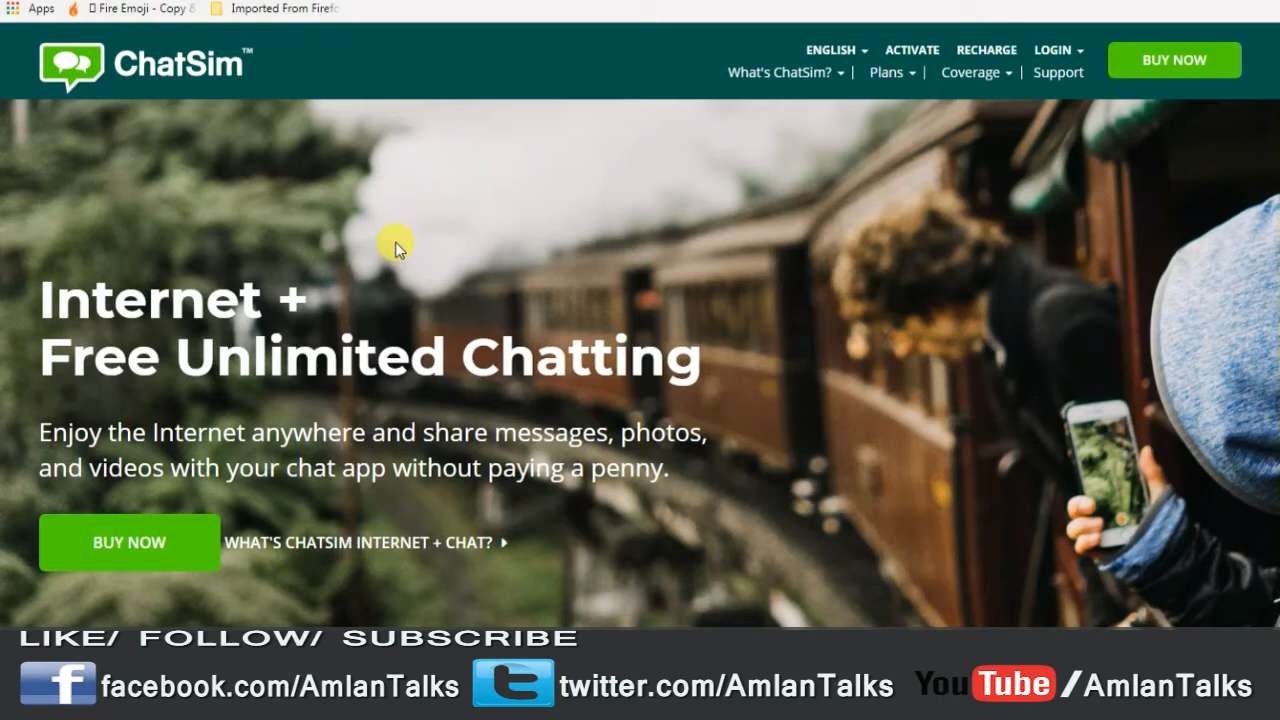 Apps Fire Emoji - Copy & Imported From Firefo
ChatSim™
ENGLISH ACTIVATE RECHARGE LOGIN
What's ChatSim? | Plans | Coverage | Support
BUY NOW
Internet +
Free Unlimited Chatting
Enjoy the Internet anywhere and share messages, photos,
and videos with your chat app without paying a penny.
BUY NOW WHAT'S CHATSIM INTERNET + CHAT?
LIKE/ FOLLOW/ SUBSCRIBE
f facebook.com/AmlanTalks t twitter.com/AmlanTalks YouTube/AmlanTalks